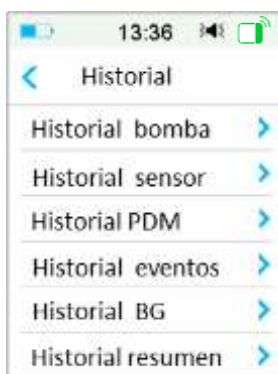 13:36
Historial
Historial bomba
Historial sensor
Historial PDM
Historial eventos
Historial BG
Historial resumen